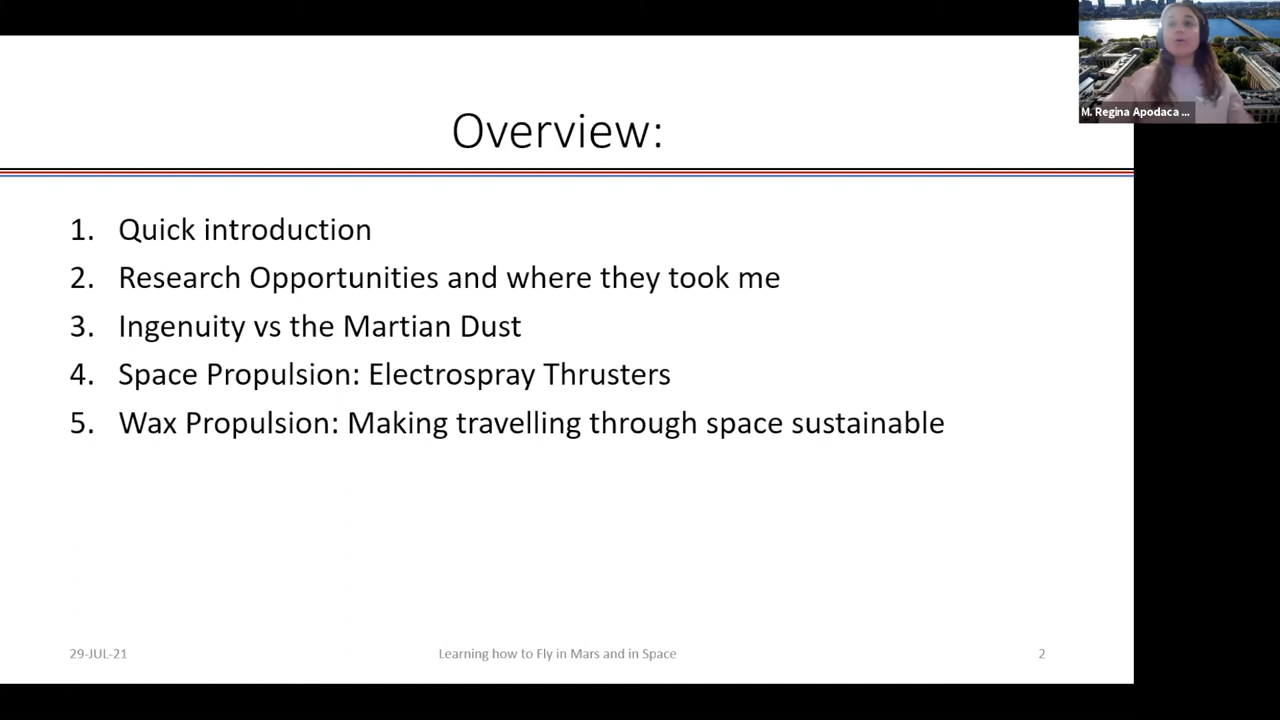 M. Regina Apodaca ...
Overview:
1. Quick introduction
2. Research Opportunities and where they took me
3. Ingenuity vs the Martian Dust
4. Space Propulsion: Electrospray Thrusters
5. Wax Propulsion: Making travelling through space sustainable
29-JUL-21
Learning how to Fly in Mars and in Space
2